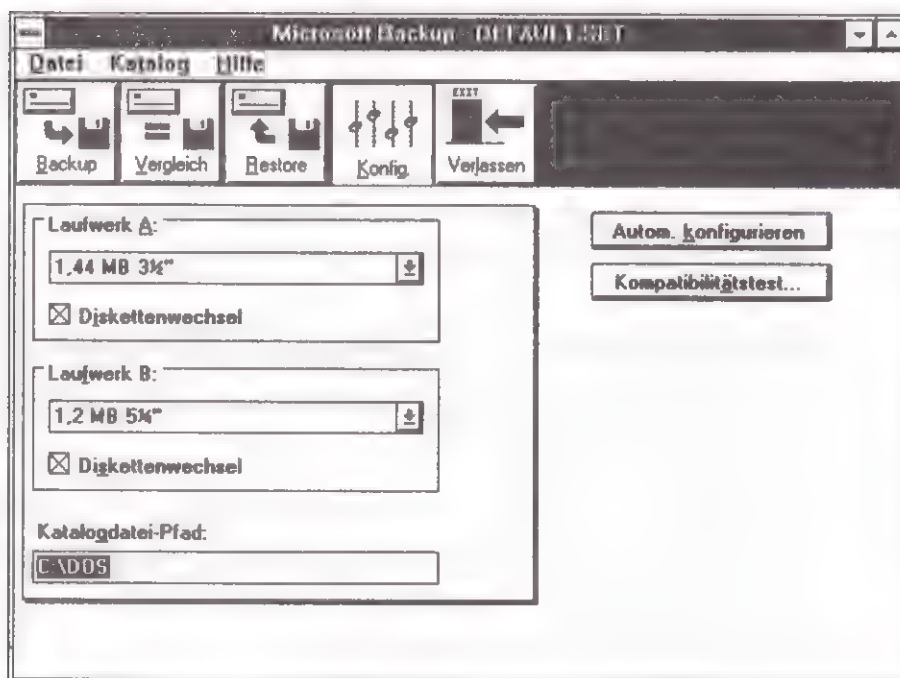 Microsoft Backup - DEFAULT.SET
Datei Katalog Hilfe
EXIT
Backup Vergleich Restore Konfig. Verlassen
Laufwerk A: Autom. konfigurieren
1,44 MB 3½"
Kompatibilitätstest...
Diskettenwechsel
Laufwerk B:
1,2 MB 5¼"
Diskettenwechsel
Katalogdatei-Pfad:
C:\DOS